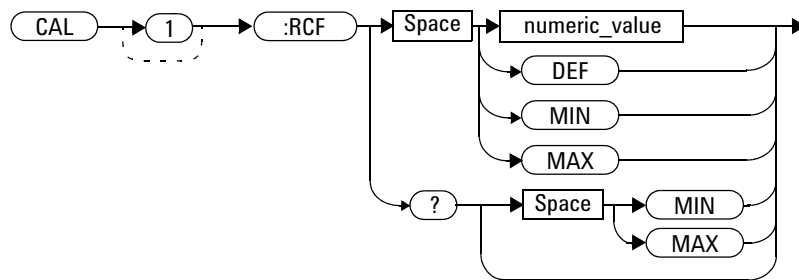 CAL 1 :RCF Space numeric_value
DEF
MIN
MAX
? Space MIN
MAX